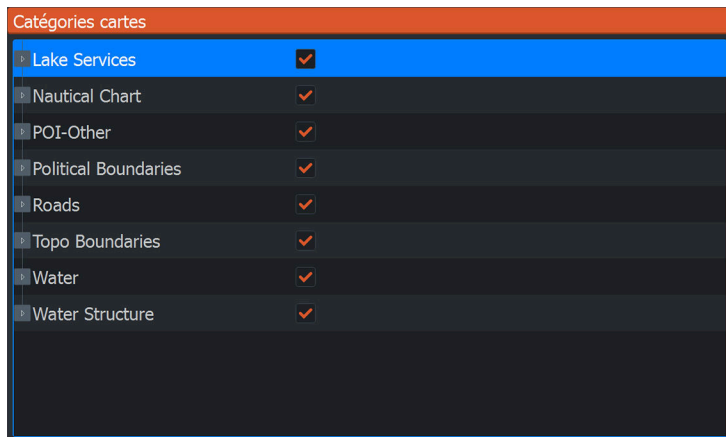 Catégories cartes
Lake Services
Nautical Chart
POI-Other
Political Boundaries
Roads
Topo Boundaries
Water
Water Structure